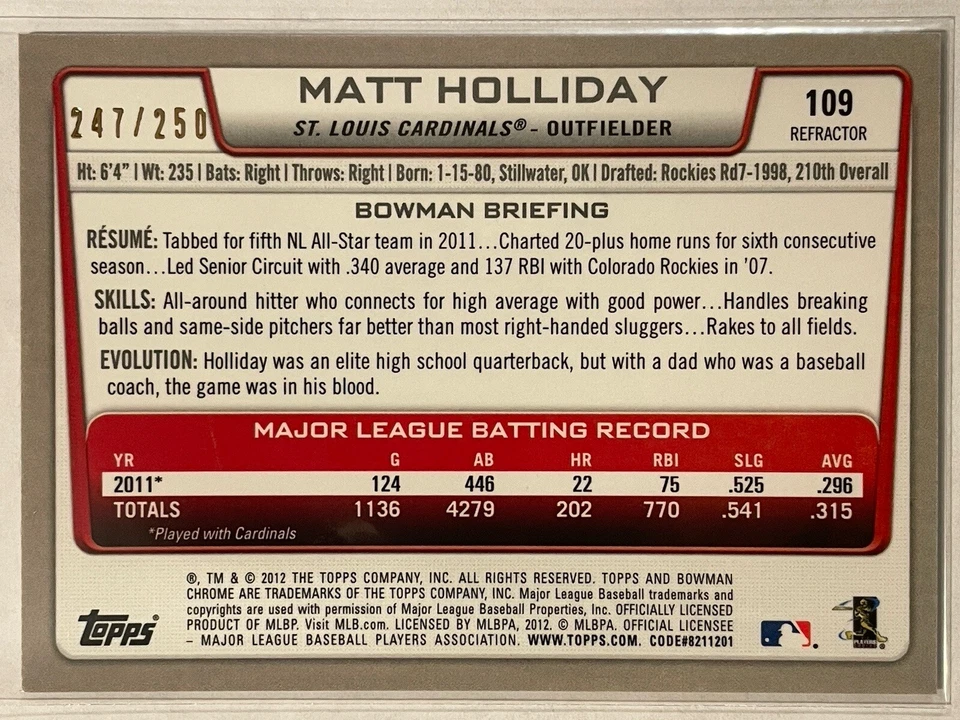 247/250
MATT HOLLIDAY
ST. LOUIS CARDINALS® - OUTFIELDER
109
REFRACTOR
Ht: 6'4" | Wt: 235 | Bats: Right | Throws: Right | Born: 1-15-80, Stillwater, OK | Drafted: Rockies Rd7-1998, 210th Overall
BOWMAN BRIEFING
RÉSUMÉ: Tabbed for fifth NL All-Star team in 2011...Charted 20-plus home runs for sixth consecutive
season...Led Senior Circuit with .340 average and 137 RBI with Colorado Rockies in '07.
SKILLS: All-around hitter who connects for high average with good power...Handles breaking
balls and same-side pitchers far better than most right-handed sluggers...Rakes to all fields.
EVOLUTION: Holliday was an elite high school quarterback, but with a dad who was a baseball
coach, the game was in his blood.
MAJOR LEAGUE BATTING RECORD
YR G AB HR RBI SLG AVG
2011* 124 446 22 75 .525 .296
TOTALS 1136 4279 202 770 .541 .315
*Played with Cardinals
®, TM & © 2012 THE TOPPS COMPANY, INC. ALL RIGHTS RESERVED. TOPPS AND BOWMAN
CHROME ARE TRADEMARKS OF THE TOPPS COMPANY, INC. Major League Baseball trademarks and
copyrights are used with permission of Major League Baseball Properties, Inc. OFFICIALLY LICENSED
PRODUCT OF MLBP. Visit MLB.com. LICENSED BY MLBPA, 2012. © MLBPA. OFFICIAL LICENSEE
– MAJOR LEAGUE BASEBALL PLAYERS ASSOCIATION. WWW.TOPPS.COM. CODE#8211201
Topps®